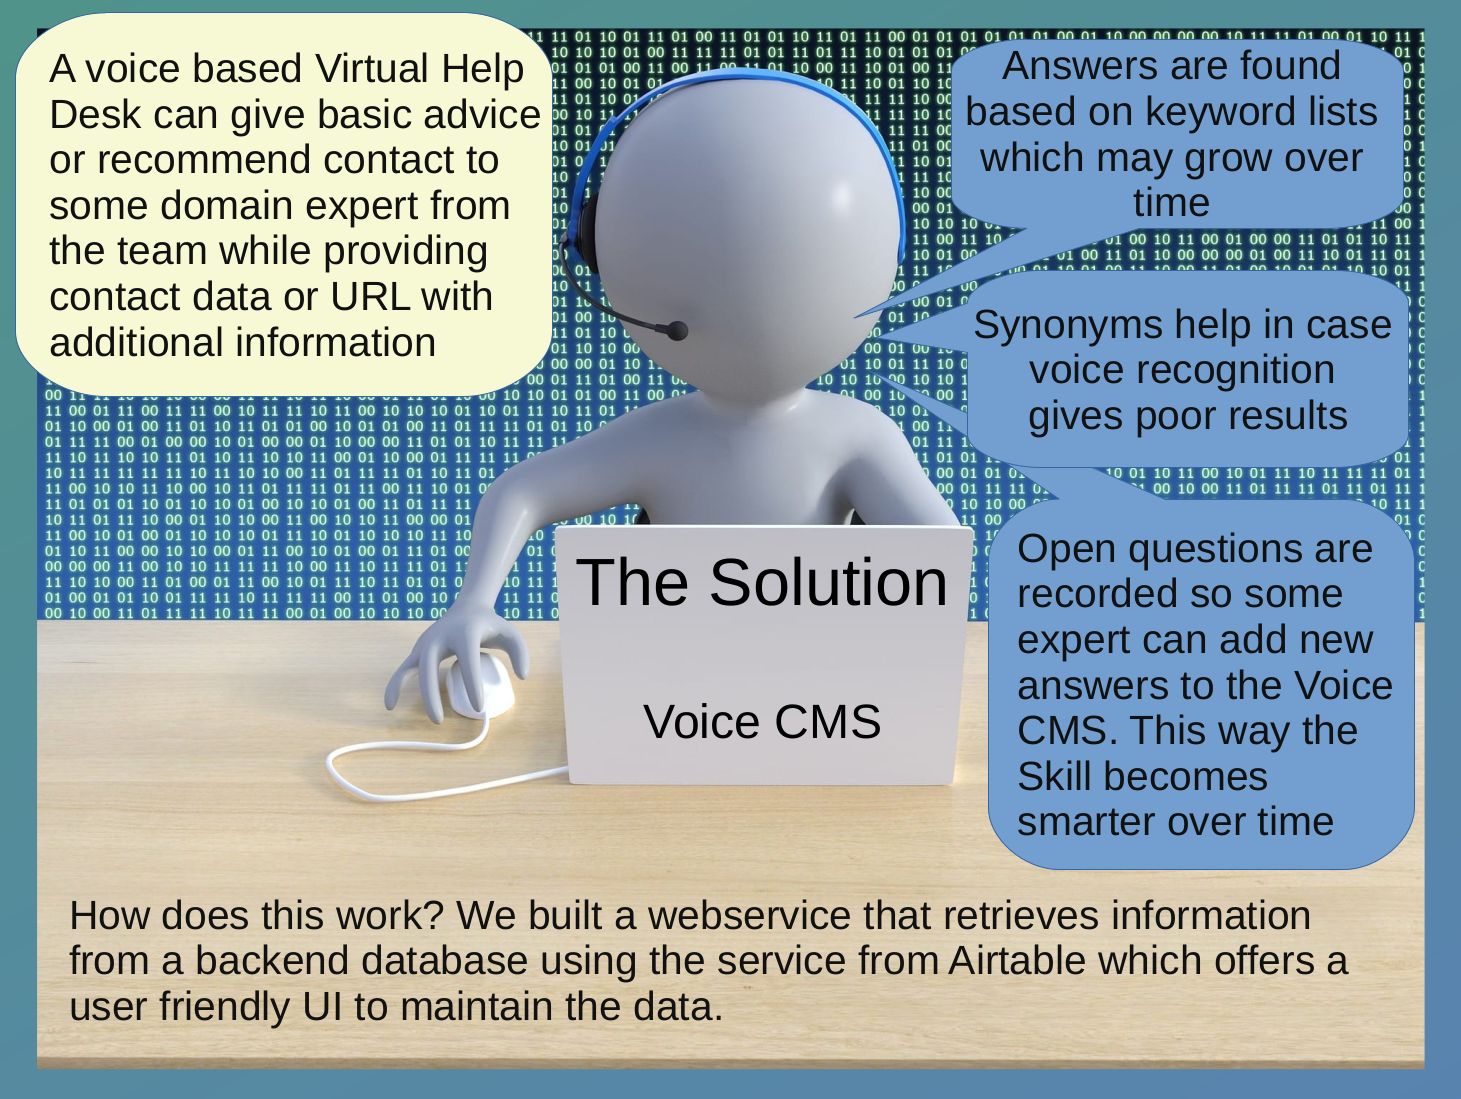 A voice based Virtual Help
Desk can give basic advice
or recommend contact to
some domain expert from
the team while providing
contact data or URL with
additional information
Answers are found
based on keyword lists
which may grow over
time
Synonyms help in case
voice recognition
gives poor results
Open questions are
recorded so some
expert can add new
answers to the Voice
CMS. This way the
Skill becomes
smarter over time
The Solution
Voice CMS
How does this work? We built a webservice that retrieves information
from a backend database using the service from Airtable which offers a
user friendly UI to maintain the data.